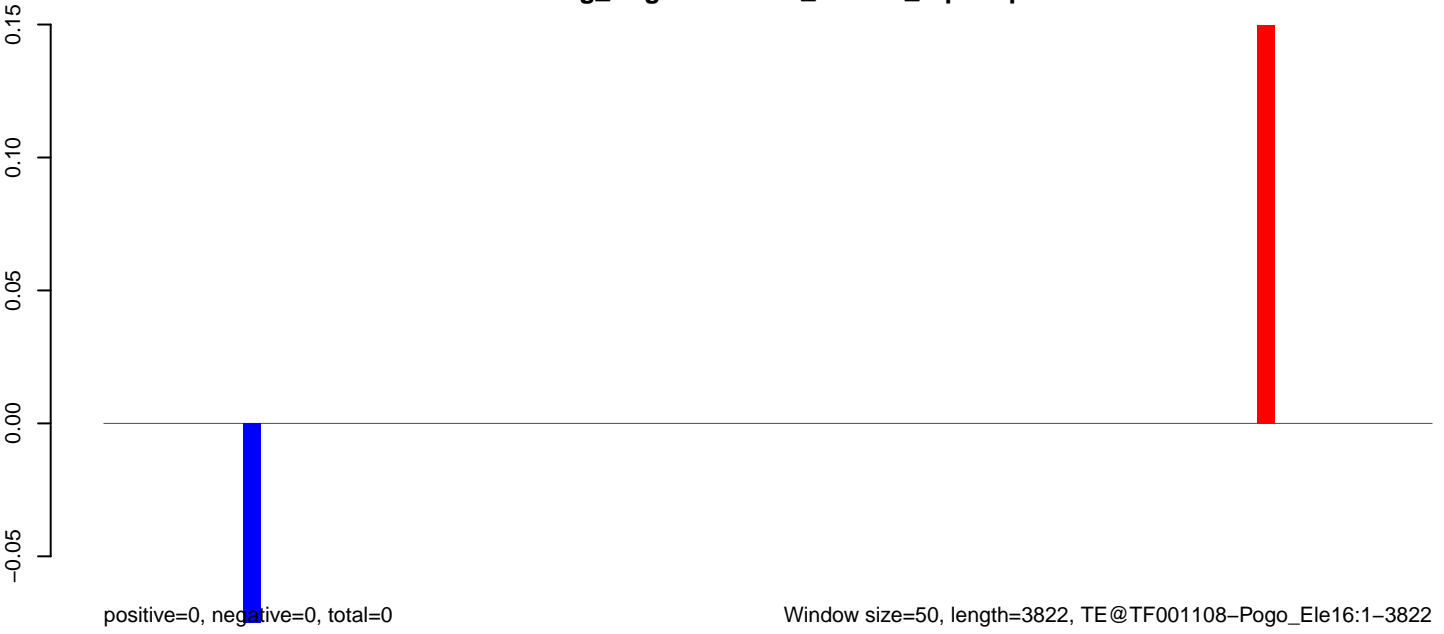 0.15
0.10
0.05
0.00
−0.05
positive=0, negative=0, total=0
Window size=50, length=3822, TE@TF001108−Pogo_Ele16:1−3822